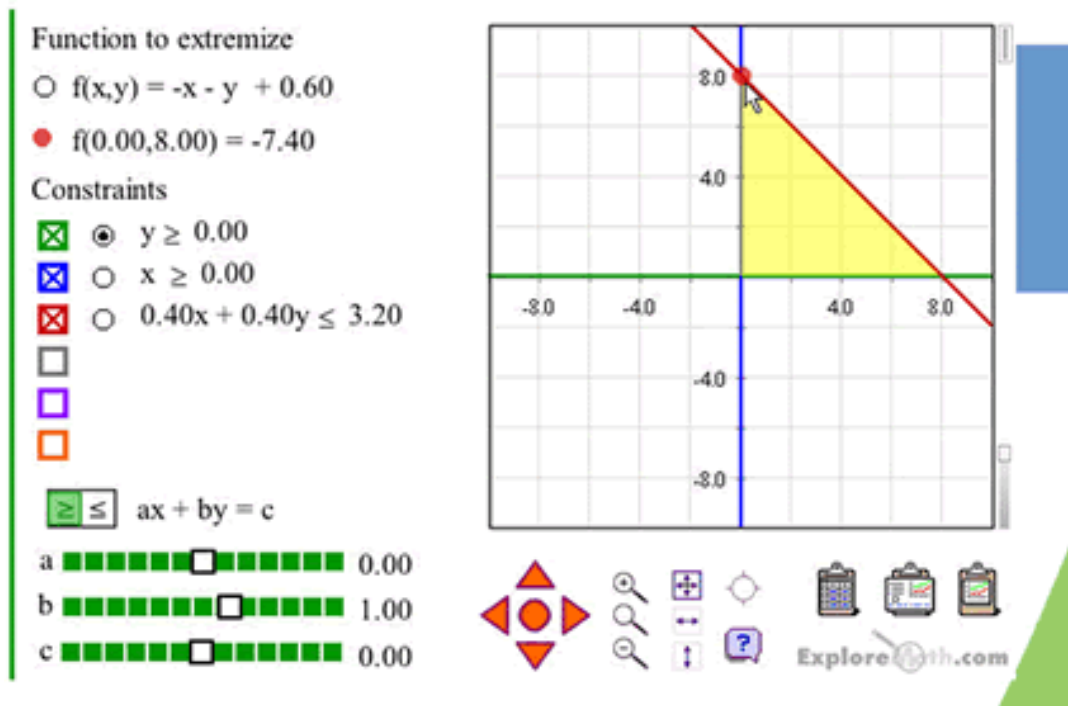 Function to extremize
f(x,y) = -x - y + 0.60
f(0.00,8.00) = -7.40
Constraints
y ≥ 0.00
x ≥ 0.00
0.40x + 0.40y ≤ 3.20
≥ ≤ ax + by = c
a 0.00
b 1.00
c 0.00
8.0
4.0
-8.0 -4.0 4.0 8.0
-4.0
-8.0
?
ExploreMath.com